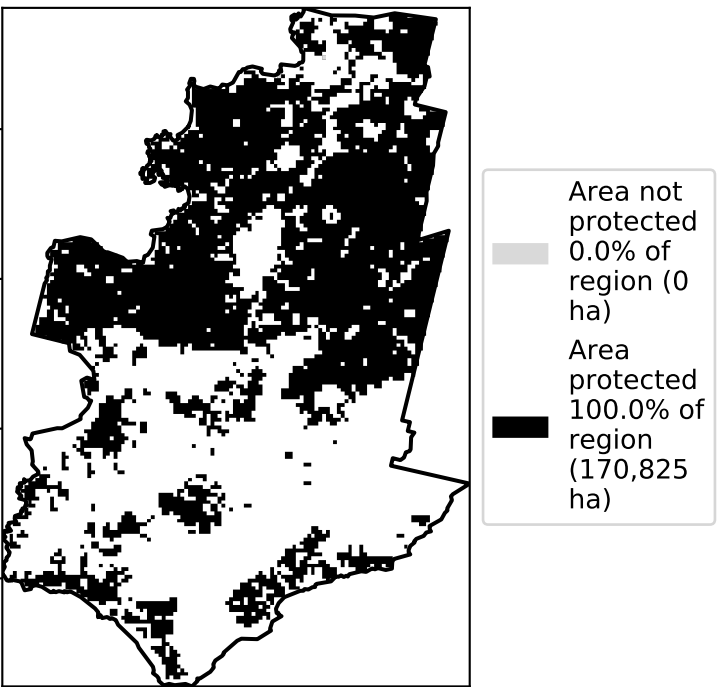 Area not
protected
0.0% of
region (0
ha)
Area
protected
100.0% of
region
(170,825
ha)